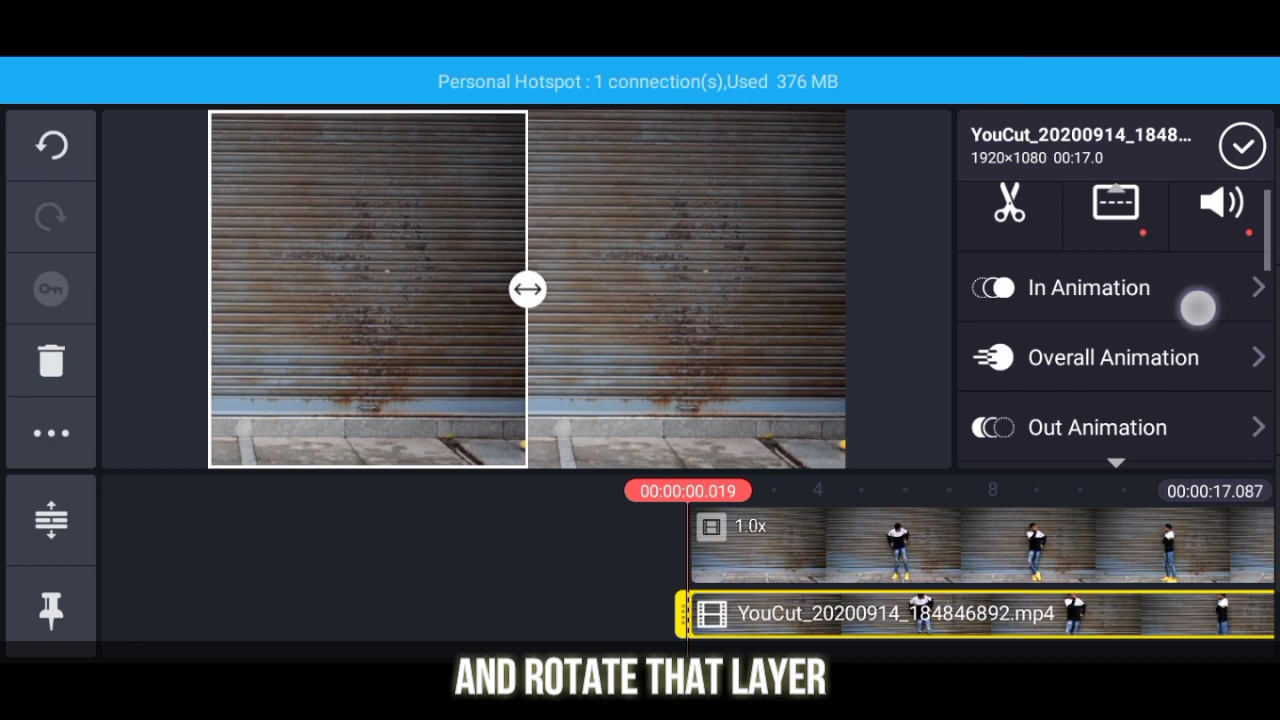 Personal Hotspot : 1 connection(s),Used 376 MB
YouCut_20200914_1848...
1920×1080 00:17.0
In Animation
Overall Animation
Out Animation
00:00:00.019
4
8
00:00:17.087
1.0x
YouCut_20200914_184846892.mp4
AND ROTATE THAT LAYER